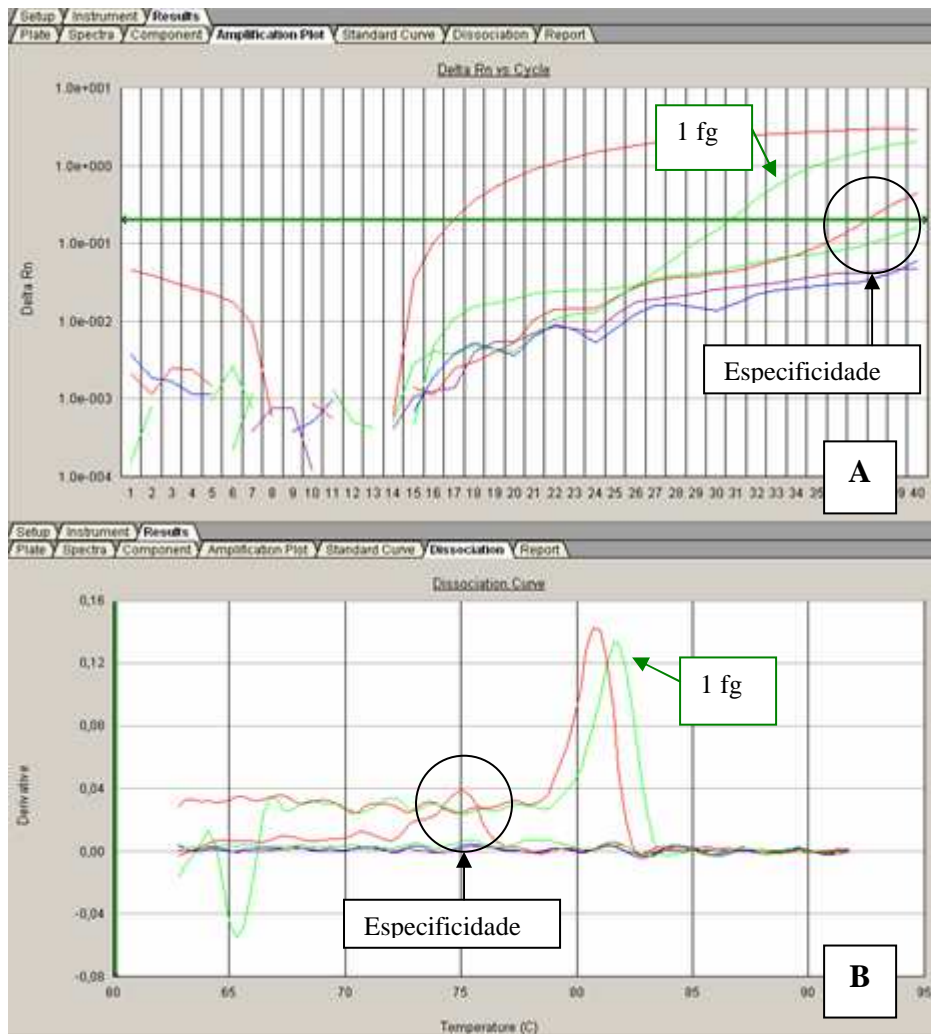 Setup Instrument Results
Plate Spectra Component Amplification Plot Standard Curve Dissociation Report
Delta Rn vs Cycle
1.0e+001
1 fg
1.0e+000
1.0e-001
Delta Rn
1.0e-002
Especificidade
1.0e-003
A
1.0e-004
1 2 3 4 5 6 7 8 9 10 11 12 13 14 15 16 17 18 19 20 21 22 23 24 25 26 27 28 29 30 31 32 33 34 35 39 40
Setup Instrument Results
Plate Spectra Component Amplification Plot Standard Curve Dissociation Report
Dissociation Curve
0,16
1 fg
0,12
0,08
Derivative
0,04
0,00
Especificidade
-0,04
B
-0,08
60 65 70 75 80 85 90 95
Temperature (C)